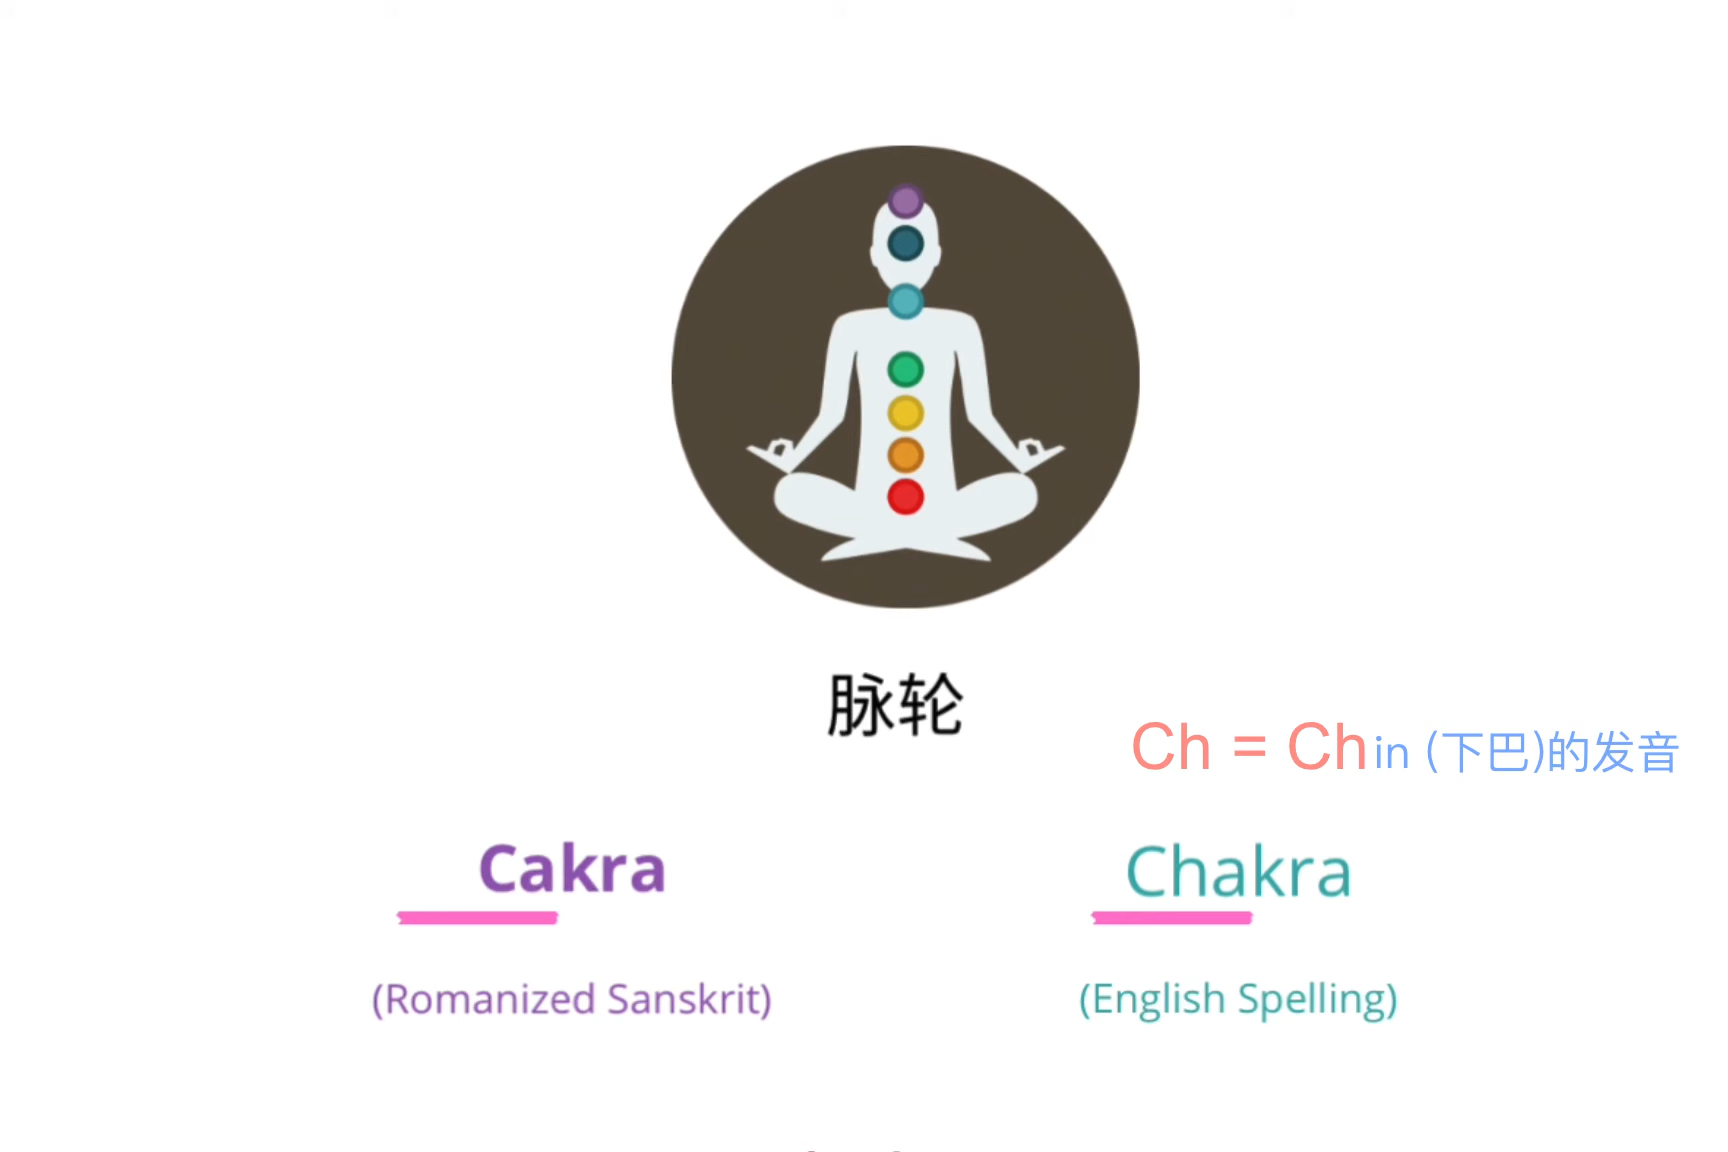 脉轮
Ch = Chin (下巴)的发音
Cakra
Chakra
(Romanized Sanskrit)
(English Spelling)